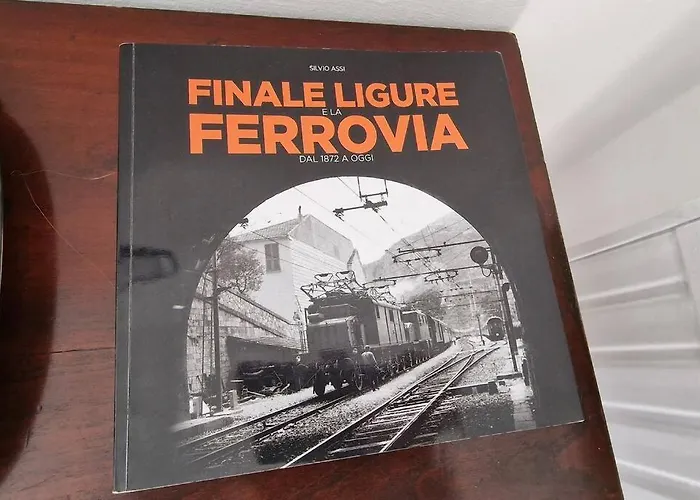 SILVIO ASSI
FINALE LIGURE
E LA
FERROVIA
DAL 1872 A OGGI